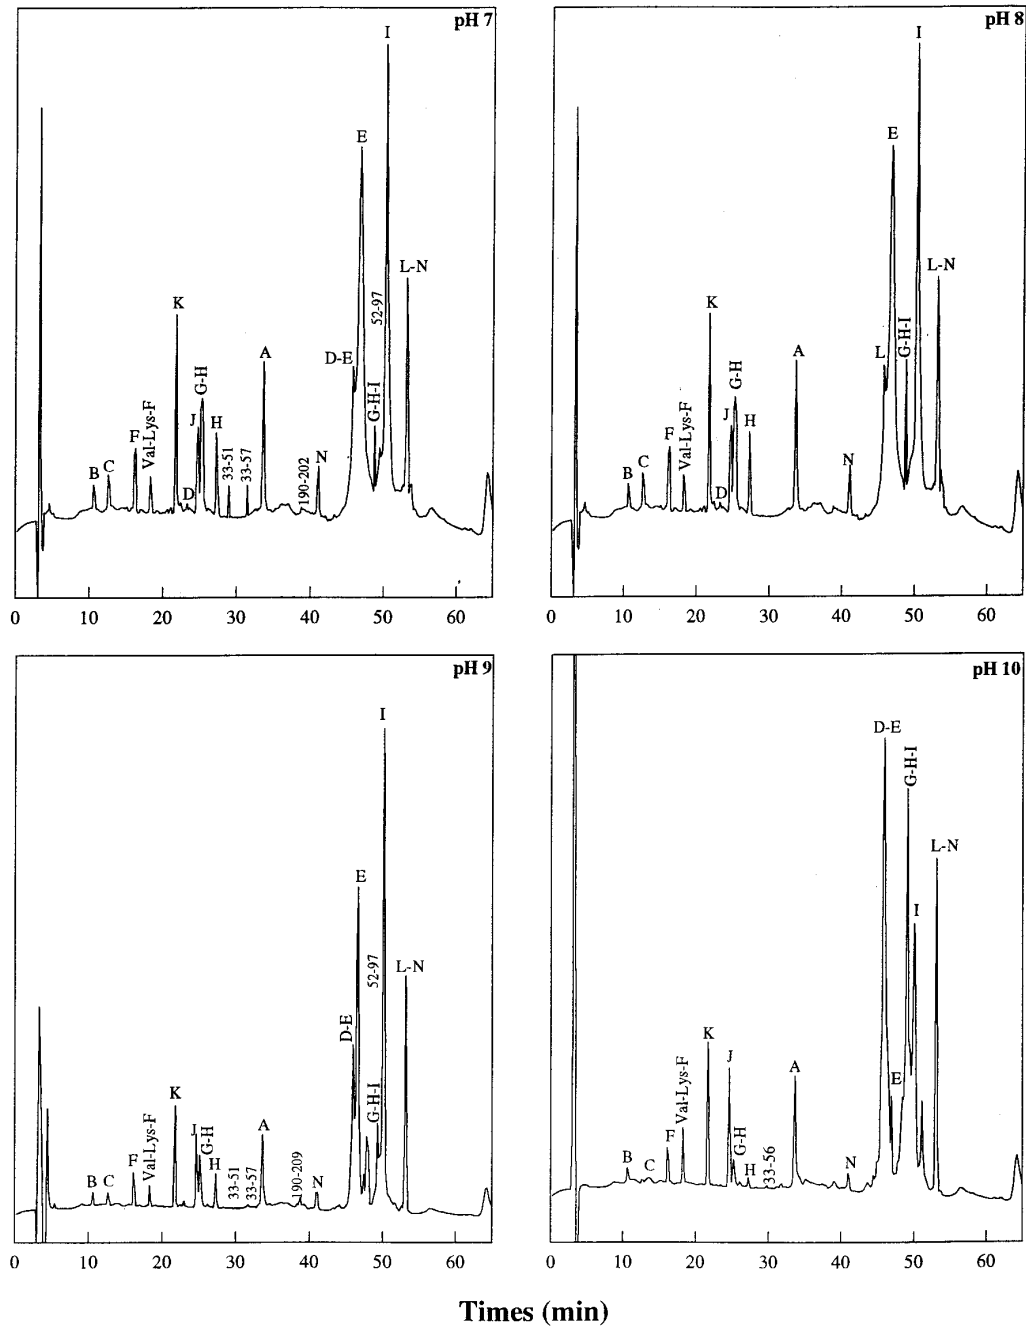 pH 7
I
E
L-N
52-97
K
D-E
A
G-H
G-H-I
J
F
Val-Lys-F
H
B
C
D
33-51
33-57
190-202
N
0 10 20 30 40 50 60
pH 8
I
E
L-N
K
G-H-I
L
A
G-H
J
H
F
Val-Lys-F
B
C
D
N
0 10 20 30 40 50 60
pH 9
I
E
52-97
L-N
D-E
K
G-H-I
A
J
G-H
F
Val-Lys-F
H
B
C
33-51
33-57
190-209
N
0 10 20 30 40 50 60
pH 10
D-E
G-H-I
L-N
I
K
J
A
E
Val-Lys-F
F
G-H
B
C
H
33-56
N
0 10 20 30 40 50 60
Times (min)